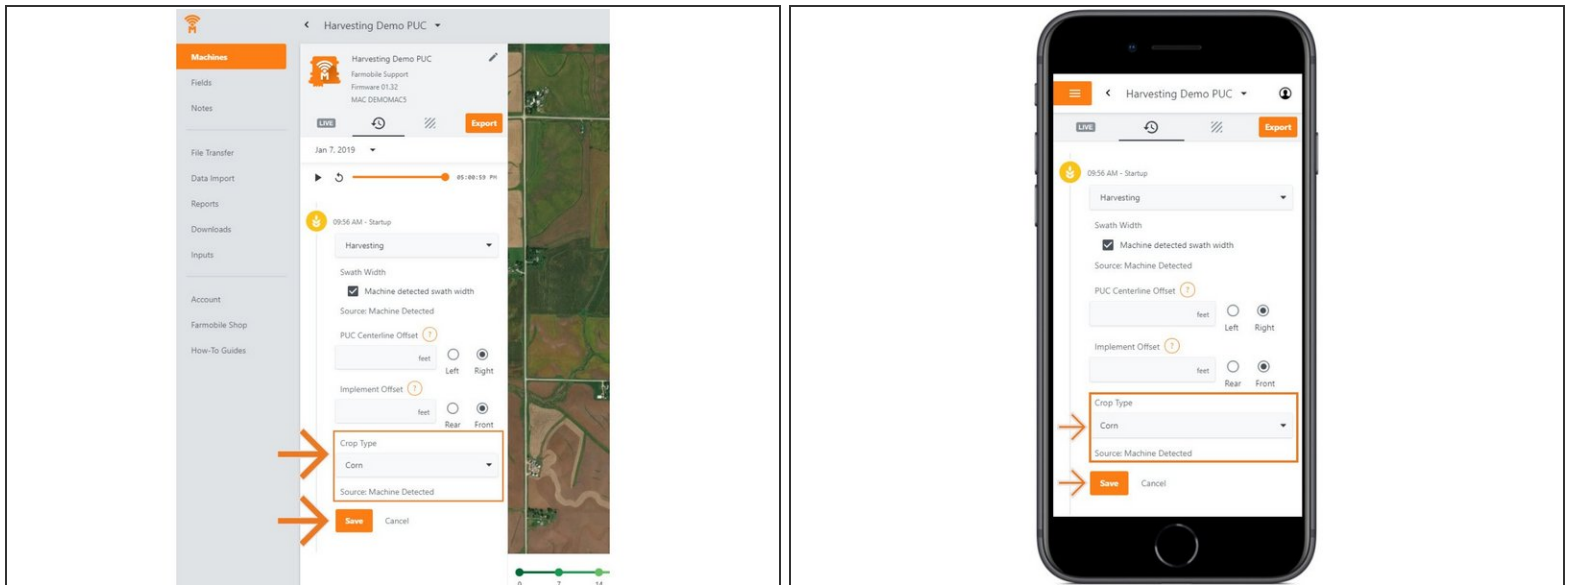 Harvesting Demo PUC
Machines
Fields
Notes
File Transfer
Data Import
Reports
Downloads
Inputs
Account
Farmobile Shop
How-To Guides
Harvesting Demo PUC
Farmobile Support
Firmware 01.32
MAC DEMOMAC5
LIVE
Export
Jan 7, 2019
05:00:59 PM
09:56 AM - Startup
Harvesting
Swath Width
Machine detected swath width
Source: Machine Detected
PUC Centerline Offset ?
feet
Left Right
Implement Offset ?
feet
Rear Front
Crop Type
Corn
Source: Machine Detected
Save Cancel
0 7 14
Harvesting Demo PUC
LIVE
Export
09:56 AM - Startup
Harvesting
Swath Width
Machine detected swath width
Source: Machine Detected
PUC Centerline Offset ?
feet
Left Right
Implement Offset ?
feet
Rear Front
Crop Type
Corn
Source: Machine Detected
Save Cancel